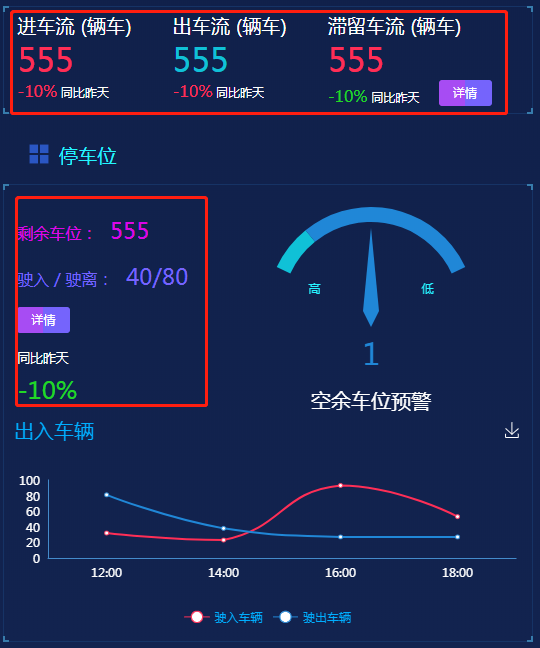 进车流 (辆车) 出车流 (辆车) 滞留车流 (辆车)
555 555 555
-10% 同比昨天 -10% 同比昨天 -10% 同比昨天 详情
停车位
剩余车位： 555
驶入 / 驶离： 40/80
详情
同比昨天
-10%
高 低
1
空余车位预警
出入车辆
100
80
60
40
20
0
12:00 14:00 16:00 18:00
驶入车辆 驶出车辆